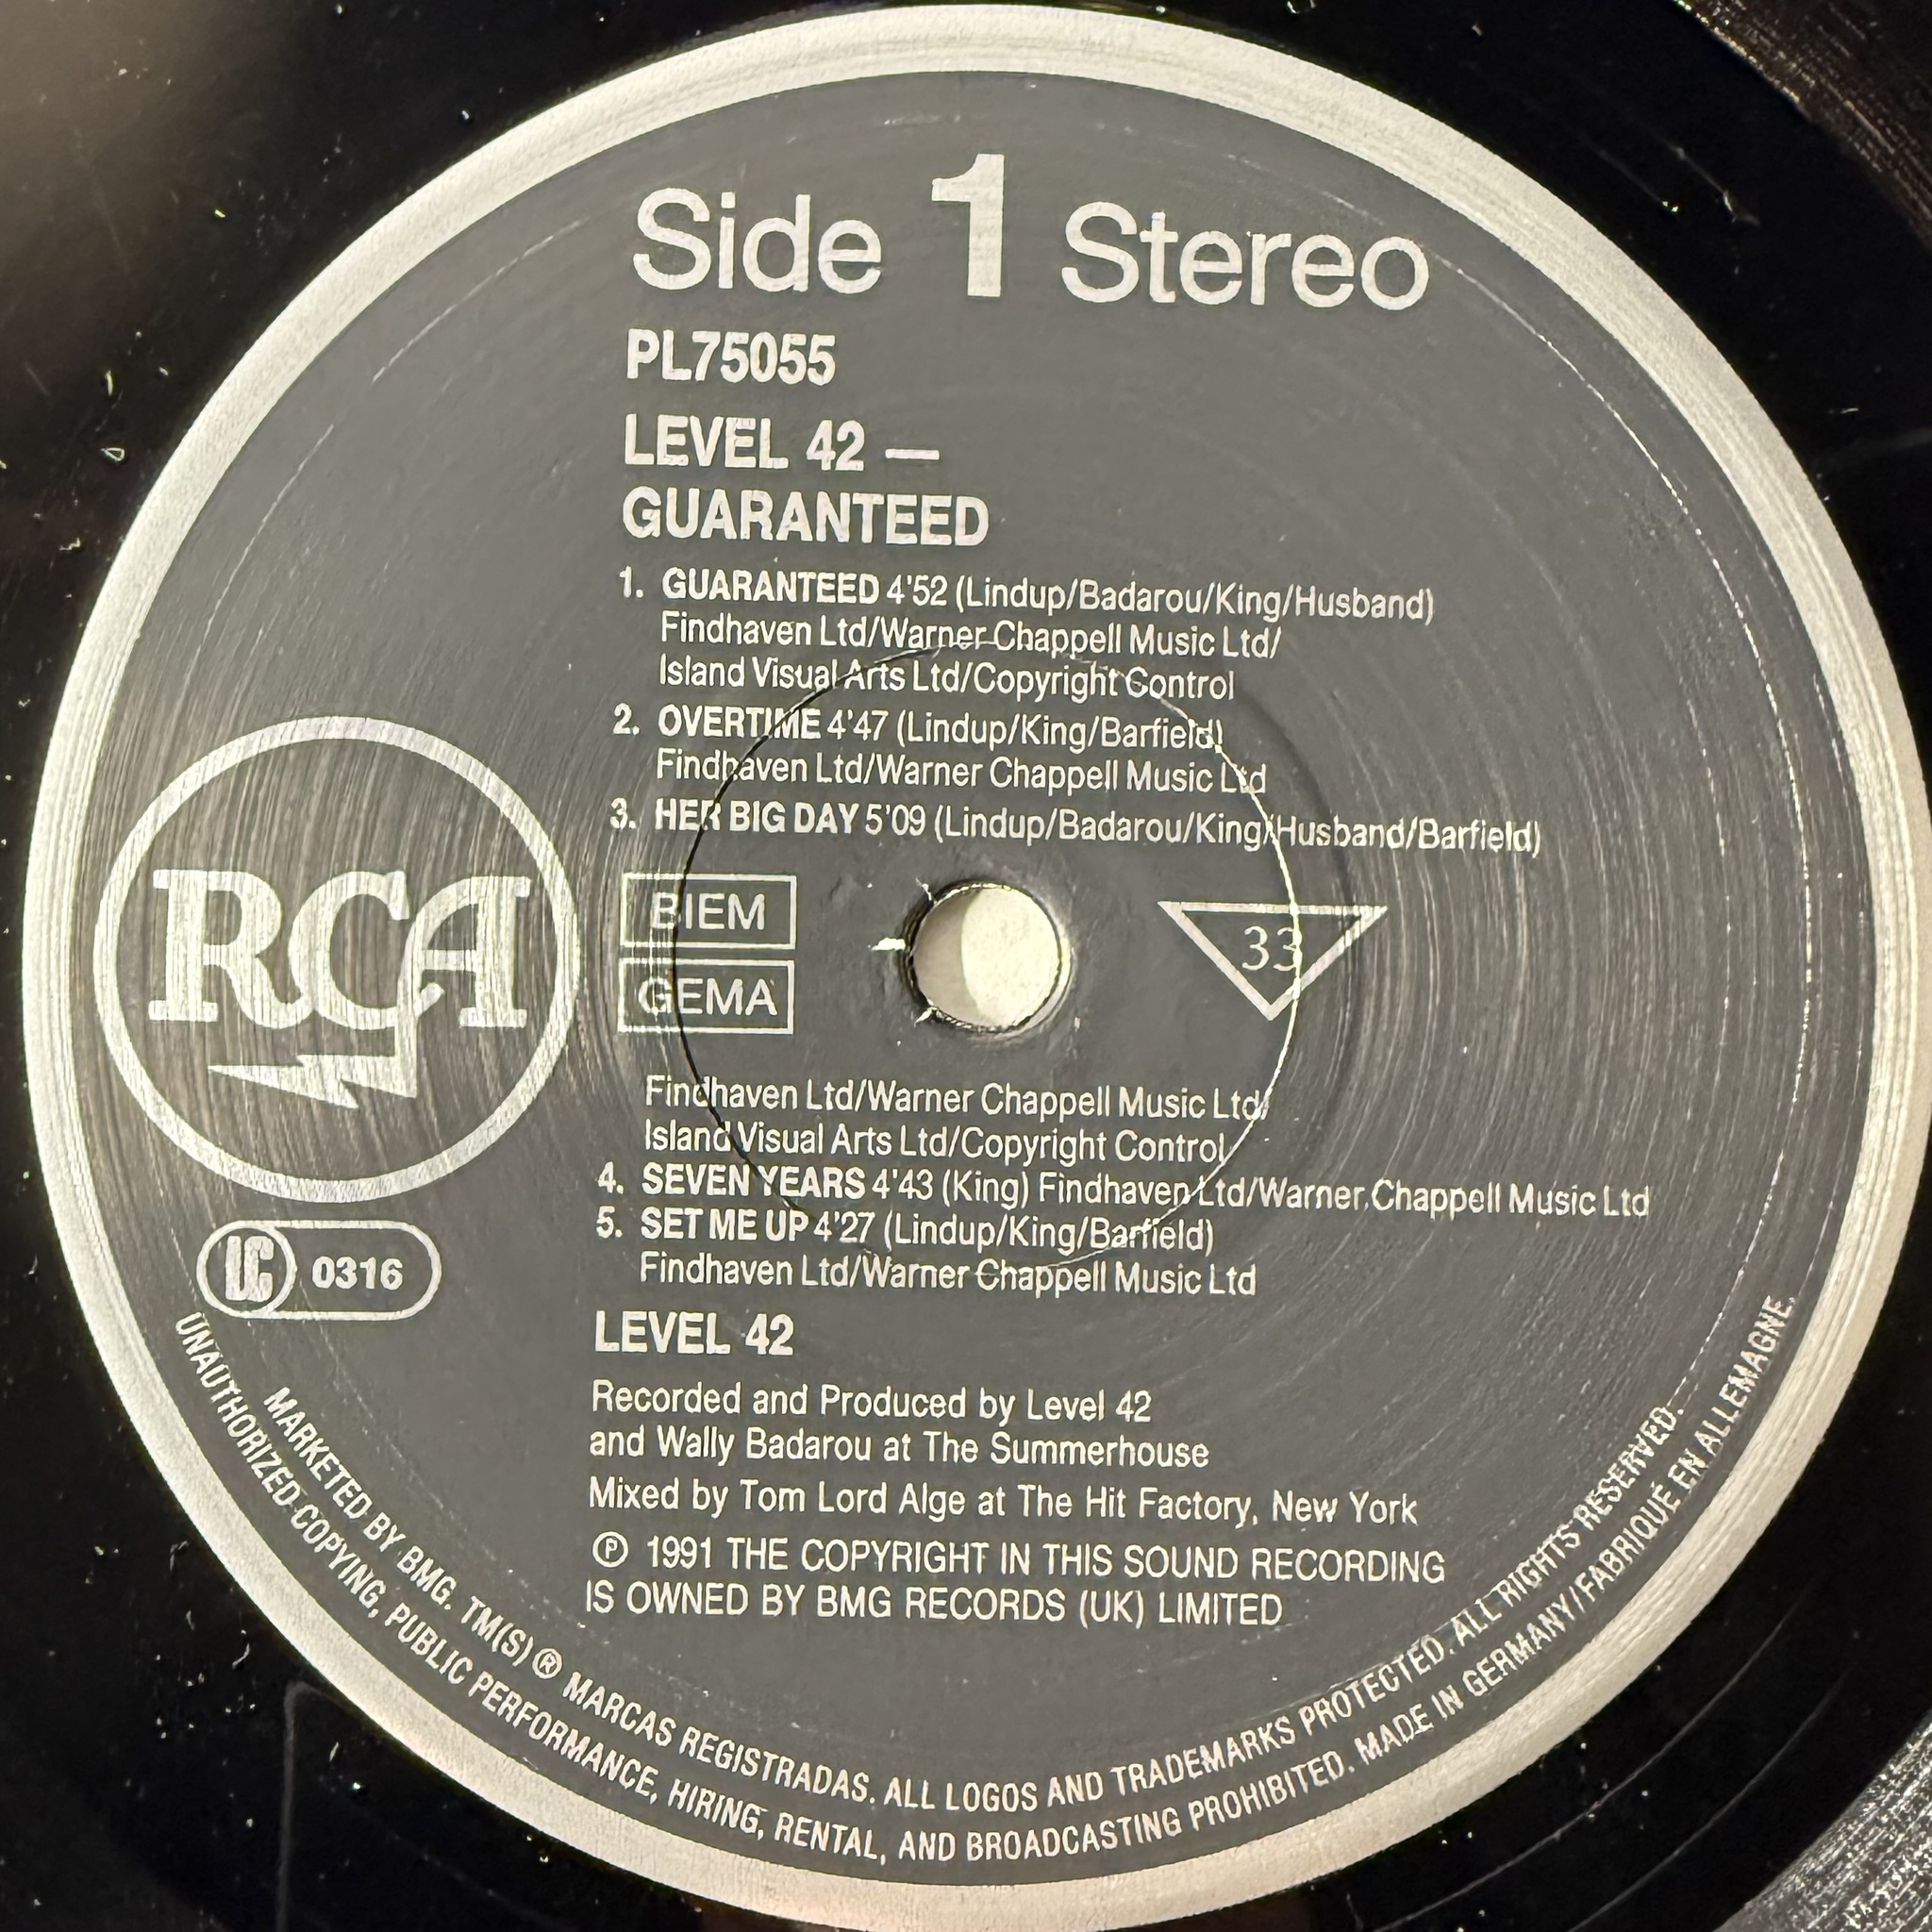 Side 1 Stereo
PL75055
LEVEL 42 —
GUARANTEED
1. GUARANTEED 4'52 (Lindup/Badarou/King/Husband)
Findhaven Ltd/Warner Chappell Music Ltd/
Island Visual Arts Ltd/Copyright Control
2. OVERTIME 4'47 (Lindup/King/Barfield)
Findhaven Ltd/Warner Chappell Music Ltd
3. HER BIG DAY 5'09 (Lindup/Badarou/King/Husband/Barfield)
RCA
BIEM
GEMA
33
Findhaven Ltd/Warner Chappell Music Ltd/
Island Visual Arts Ltd/Copyright Control
4. SEVEN YEARS 4'43 (King) Findhaven Ltd/Warner Chappell Music Ltd
5. SET ME UP 4'27 (Lindup/King/Barfield)
Findhaven Ltd/Warner Chappell Music Ltd
LC 0316
LEVEL 42
Recorded and Produced by Level 42
and Wally Badarou at The Summerhouse
Mixed by Tom Lord Alge at The Hit Factory, New York
℗ 1991 THE COPYRIGHT IN THIS SOUND RECORDING
IS OWNED BY BMG RECORDS (UK) LIMITED
MARKETED BY BMG. TM(S) ® MARCAS REGISTRADAS. ALL LOGOS AND TRADEMARKS PROTECTED. ALL RIGHTS RESERVED.
UNAUTHORIZED COPYING, PUBLIC PERFORMANCE, HIRING, RENTAL, AND BROADCASTING PROHIBITED. MADE IN GERMANY/FABRIQUÉ EN ALLEMAGNE.